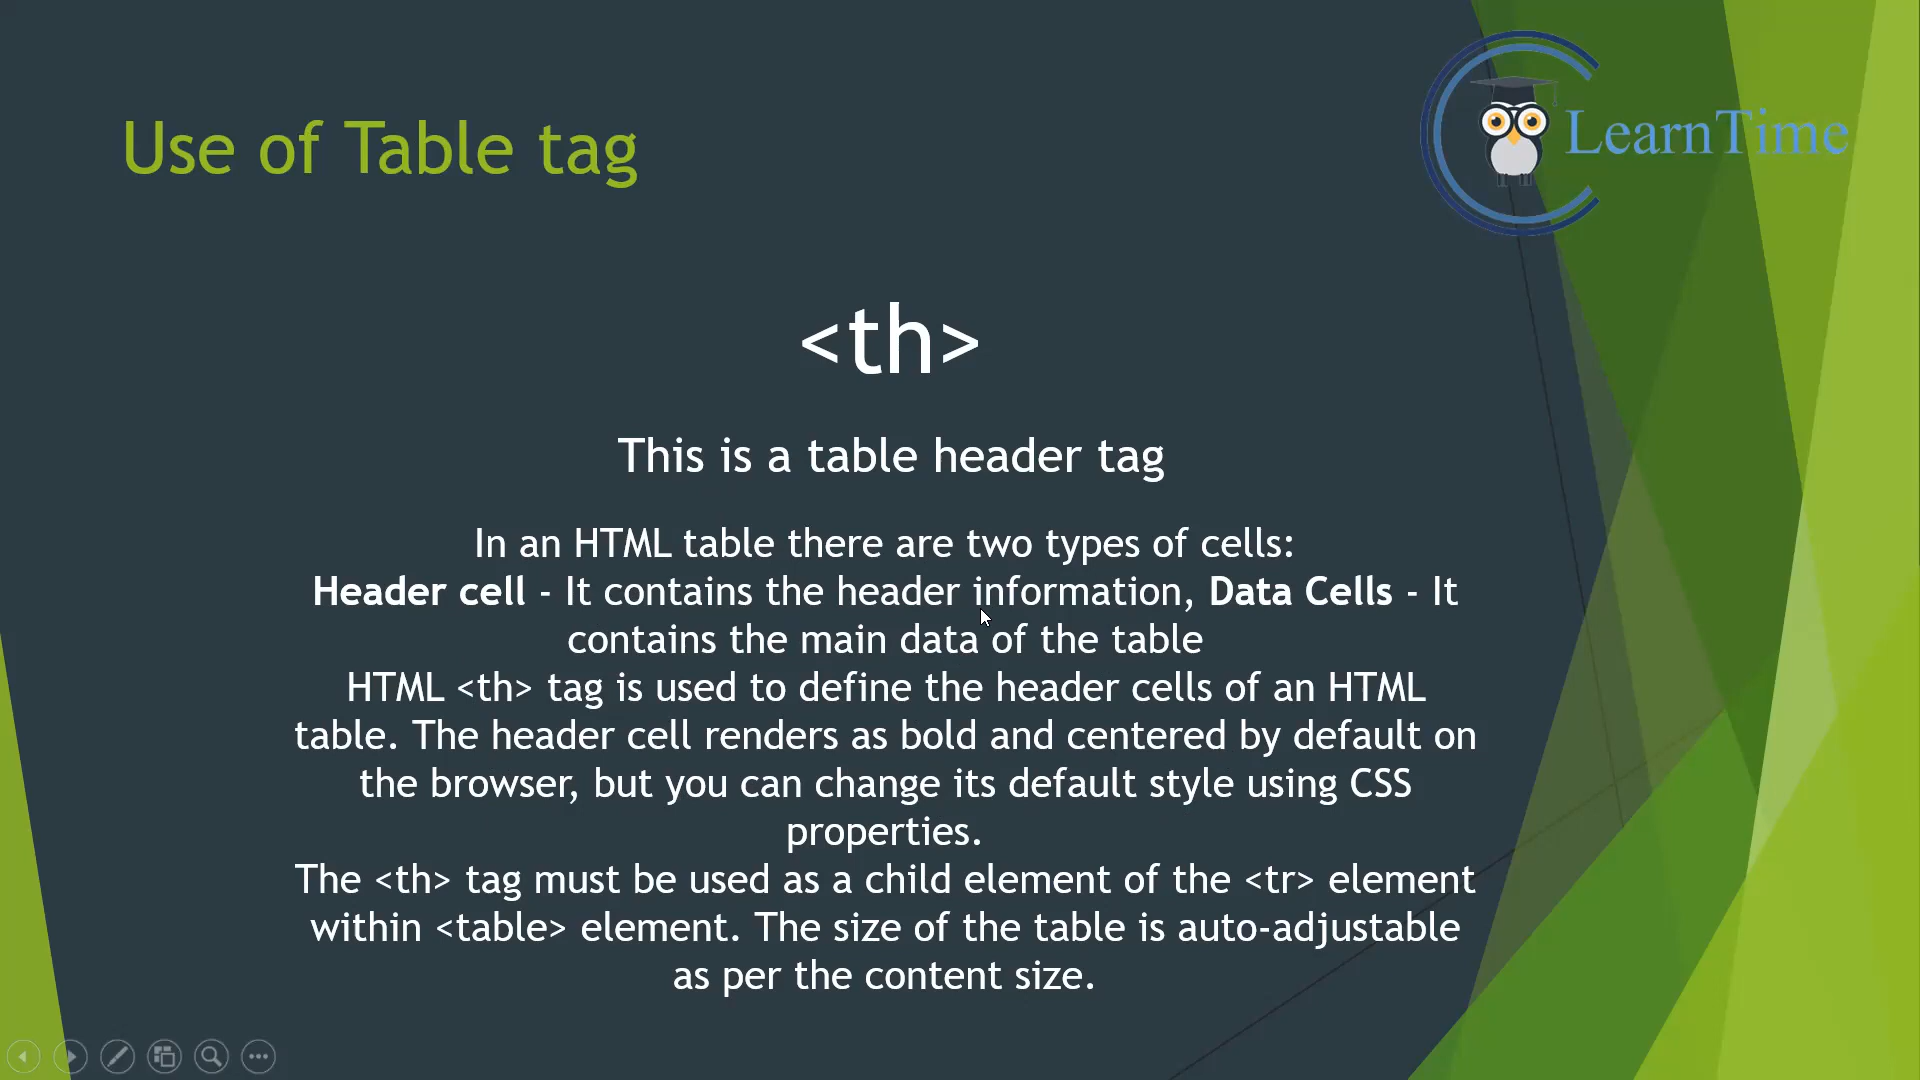 LearnTime
Use of Table tag
<th>
This is a table header tag
In an HTML table there are two types of cells:
Header cell - It contains the header information, Data Cells - It
contains the main data of the table
HTML <th> tag is used to define the header cells of an HTML
table. The header cell renders as bold and centered by default on
the browser, but you can change its default style using CSS
properties.
The <th> tag must be used as a child element of the <tr> element
within <table> element. The size of the table is auto-adjustable
as per the content size.